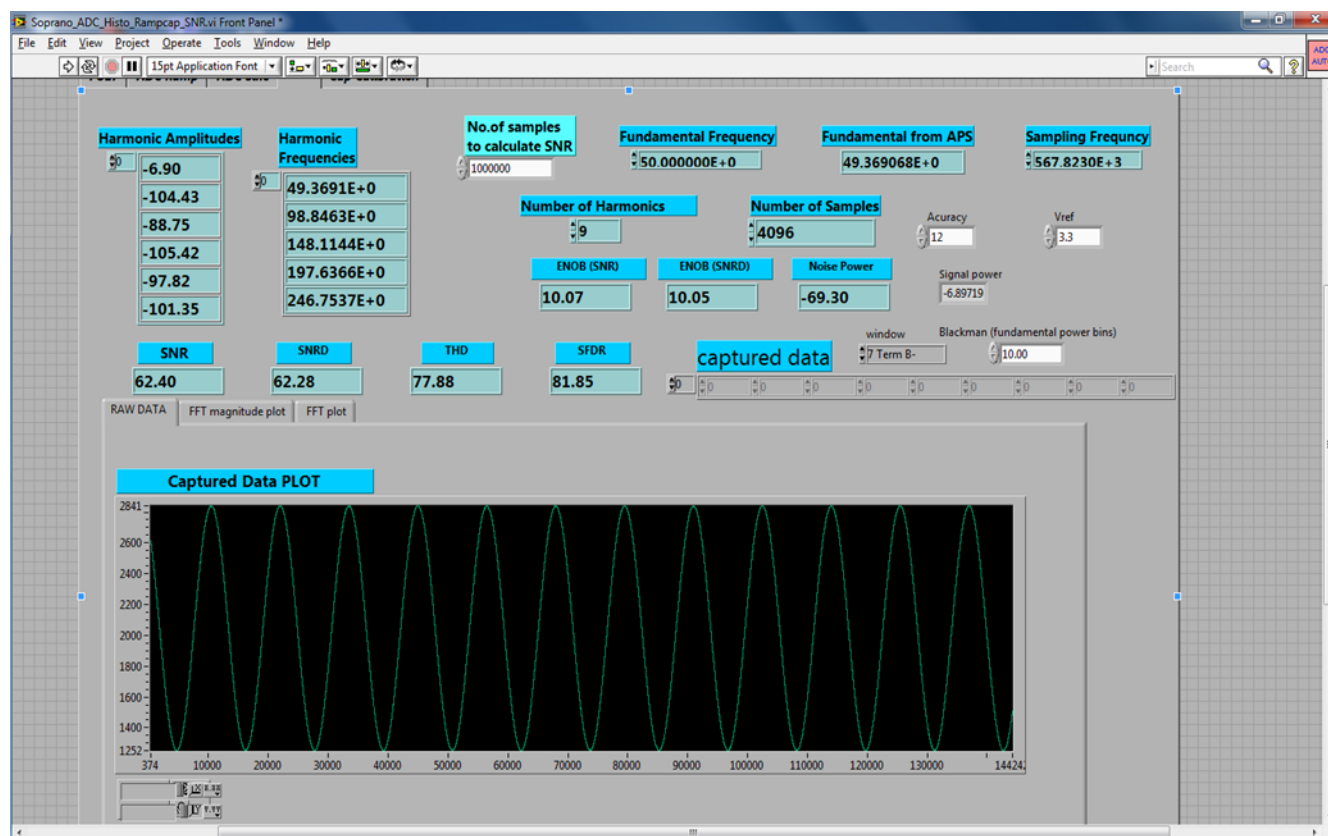 Soprano_ADC_Histo_Rampcap_SNR.vi Front Panel *
File Edit View Project Operate Tools Window Help
15pt Application Font
Search
Harmonic Amplitudes
0
-6.90
-104.43
-88.75
-105.42
-97.82
-101.35
Harmonic
Frequencies
0
49.3691E+0
98.8463E+0
148.1144E+0
197.6366E+0
246.7537E+0
No.of samples
to calculate SNR
1000000
Fundamental Frequency
50.000000E+0
Fundamental from APS
49.369068E+0
Sampling Frequncy
567.8230E+3
Number of Harmonics
9
Number of Samples
4096
Acuracy
12
Vref
3.3
ENOB (SNR)
10.07
ENOB (SNRD)
10.05
Noise Power
-69.30
Signal power
-6.89719
SNR
62.40
SNRD
62.28
THD
77.88
SFDR
81.85
captured data
window
7 Term B-
Blackman (fundamental power bins)
10.00
0 0 0 0 0 0 0 0 0
RAW DATA FFT magnitude plot FFT plot
Captured Data PLOT
2841
2600
2400
2200
2000
1800
1600
1400
1252
374 10000 20000 30000 40000 50000 60000 70000 80000 90000 100000 110000 120000 130000